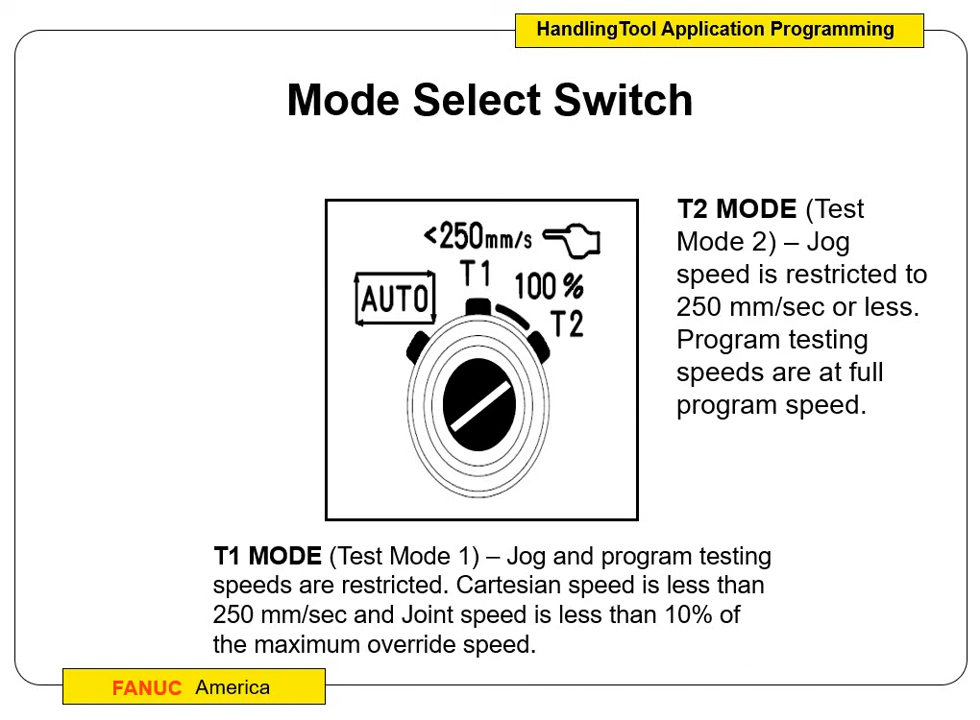 HandlingTool Application Programming
Mode Select Switch
<250mm/s
T1
100 %
AUTO
T2
T2 MODE (Test
Mode 2) – Jog
speed is restricted to
250 mm/sec or less.
Program testing
speeds are at full
program speed.
T1 MODE (Test Mode 1) – Jog and program testing
speeds are restricted. Cartesian speed is less than
250 mm/sec and Joint speed is less than 10% of
the maximum override speed.
FANUC America